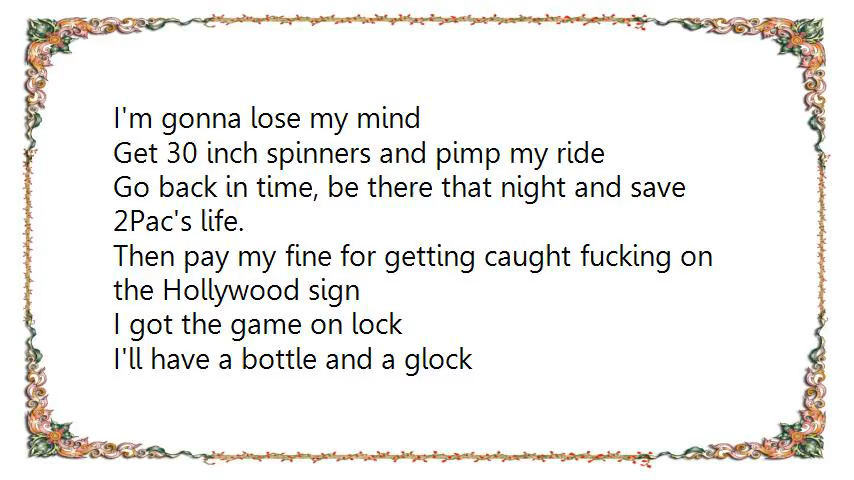 I'm gonna lose my mind
Get 30 inch spinners and pimp my ride
Go back in time, be there that night and save
2Pac's life.
Then pay my fine for getting caught fucking on
the Hollywood sign
I got the game on lock
I'll have a bottle and a glock